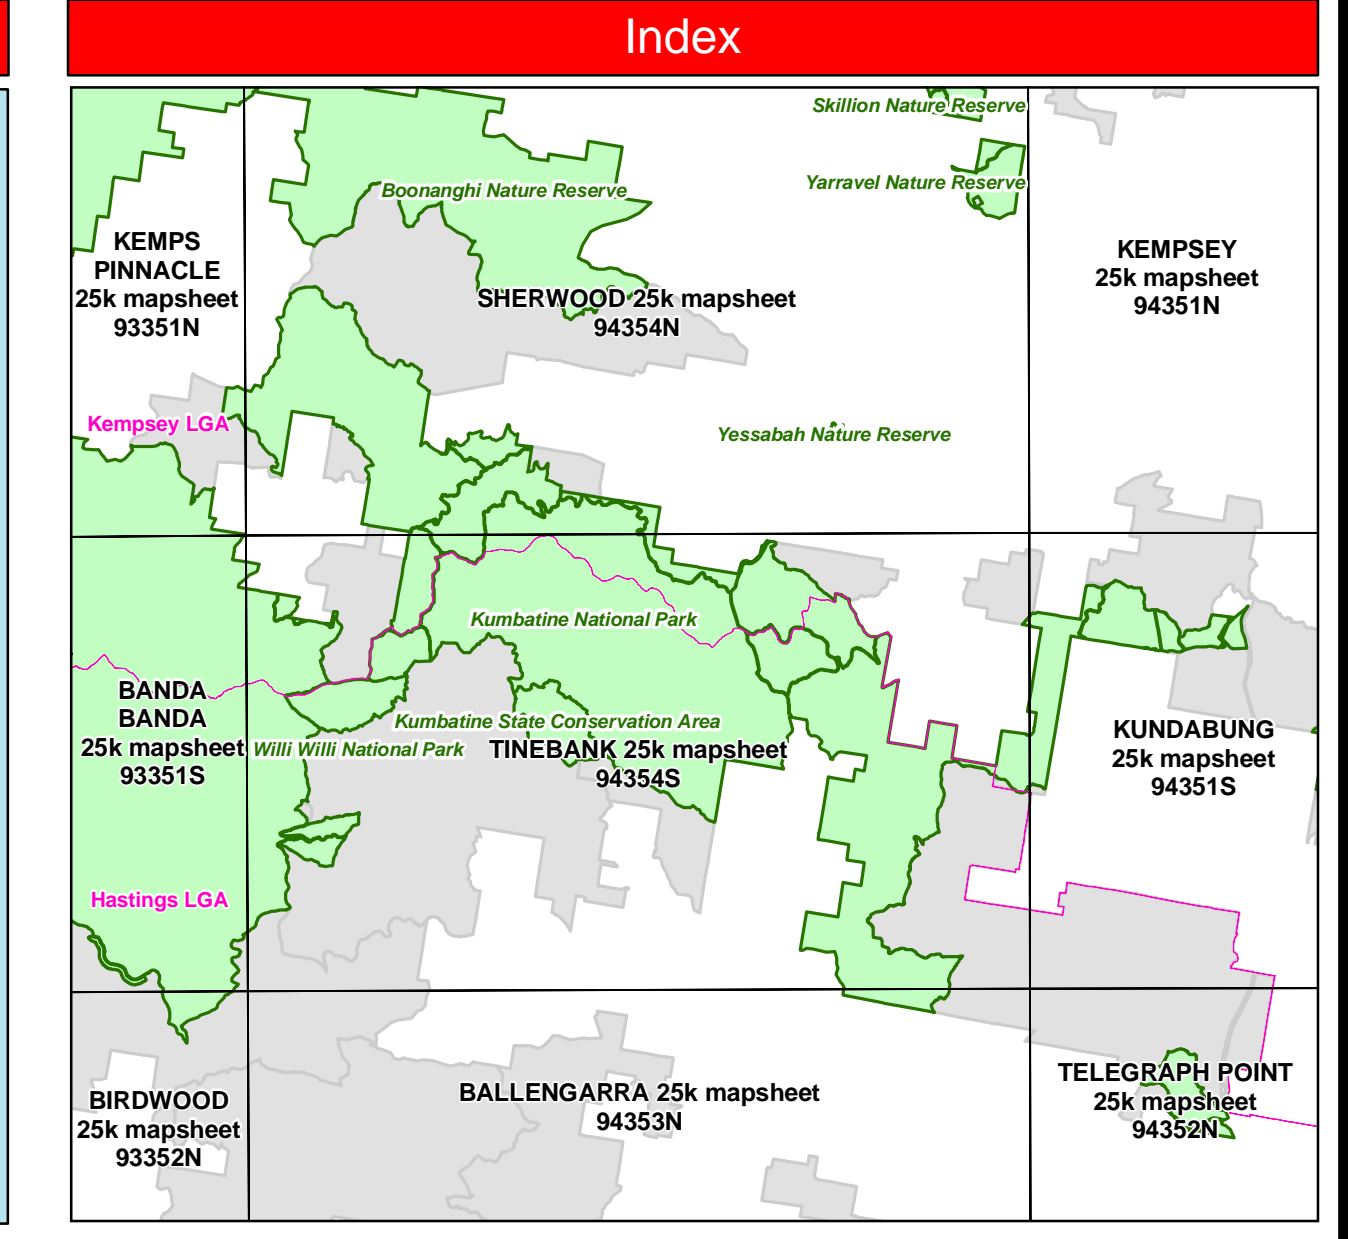 Index
Skillion Nature Reserve
Boonanghi Nature Reserve
Yarravel Nature Reserve
KEMPS
PINNACLE
25k mapsheet
93351N
SHERWOOD 25k mapsheet
94354N
KEMPSEY
25k mapsheet
94351N
Kempsey LGA
Yessabah Nature Reserve
Kumbatine National Park
BANDA
BANDA
25k mapsheet
93351S
Kumbatine State Conservation Area
Willi Willi National Park
TINEBANK 25k mapsheet
94354S
KUNDABUNG
25k mapsheet
94351S
Hastings LGA
BIRDWOOD
25k mapsheet
93352N
BALLENGARRA 25k mapsheet
94353N
TELEGRAPH POINT
25k mapsheet
94352N